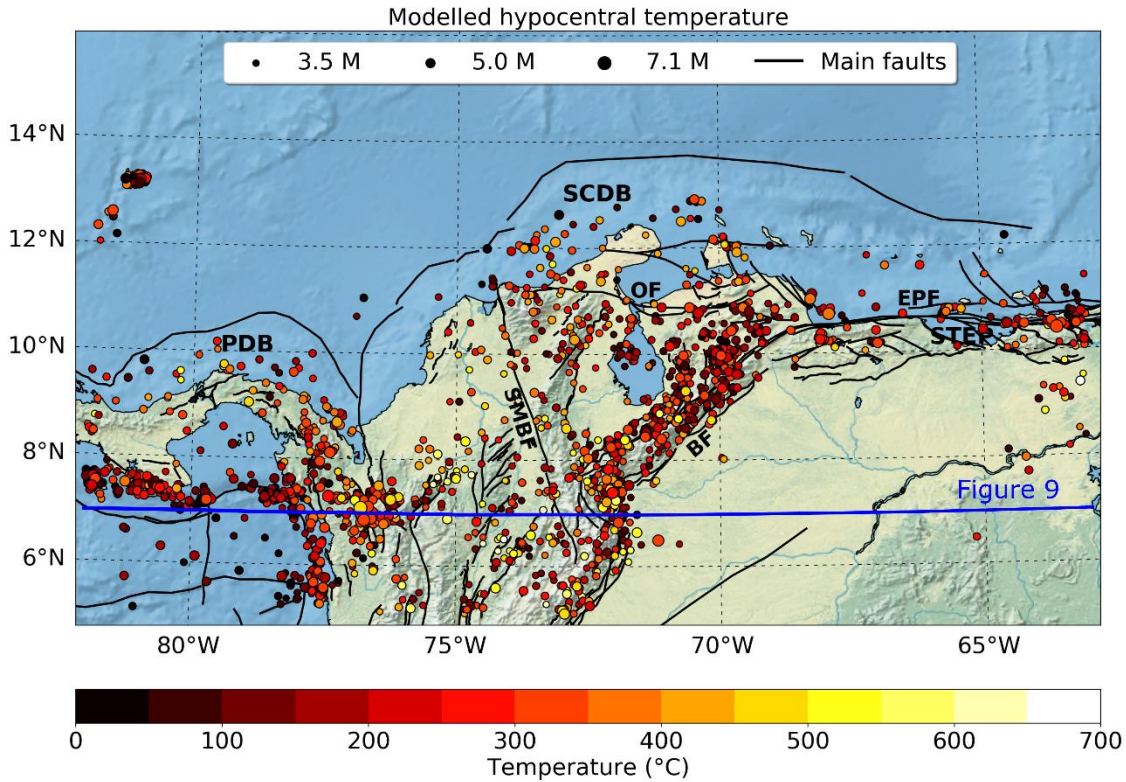 Modelled hypocentral temperature
3.5 M 5.0 M 7.1 M Main faults
14°N
SCDB
12°N
OF
EPF
STEF
10°N
PDB
SMBF
BF
8°N
Figure 9
6°N
80°W 75°W 70°W 65°W
0 100 200 300 400 500 600 700
Temperature (°C)